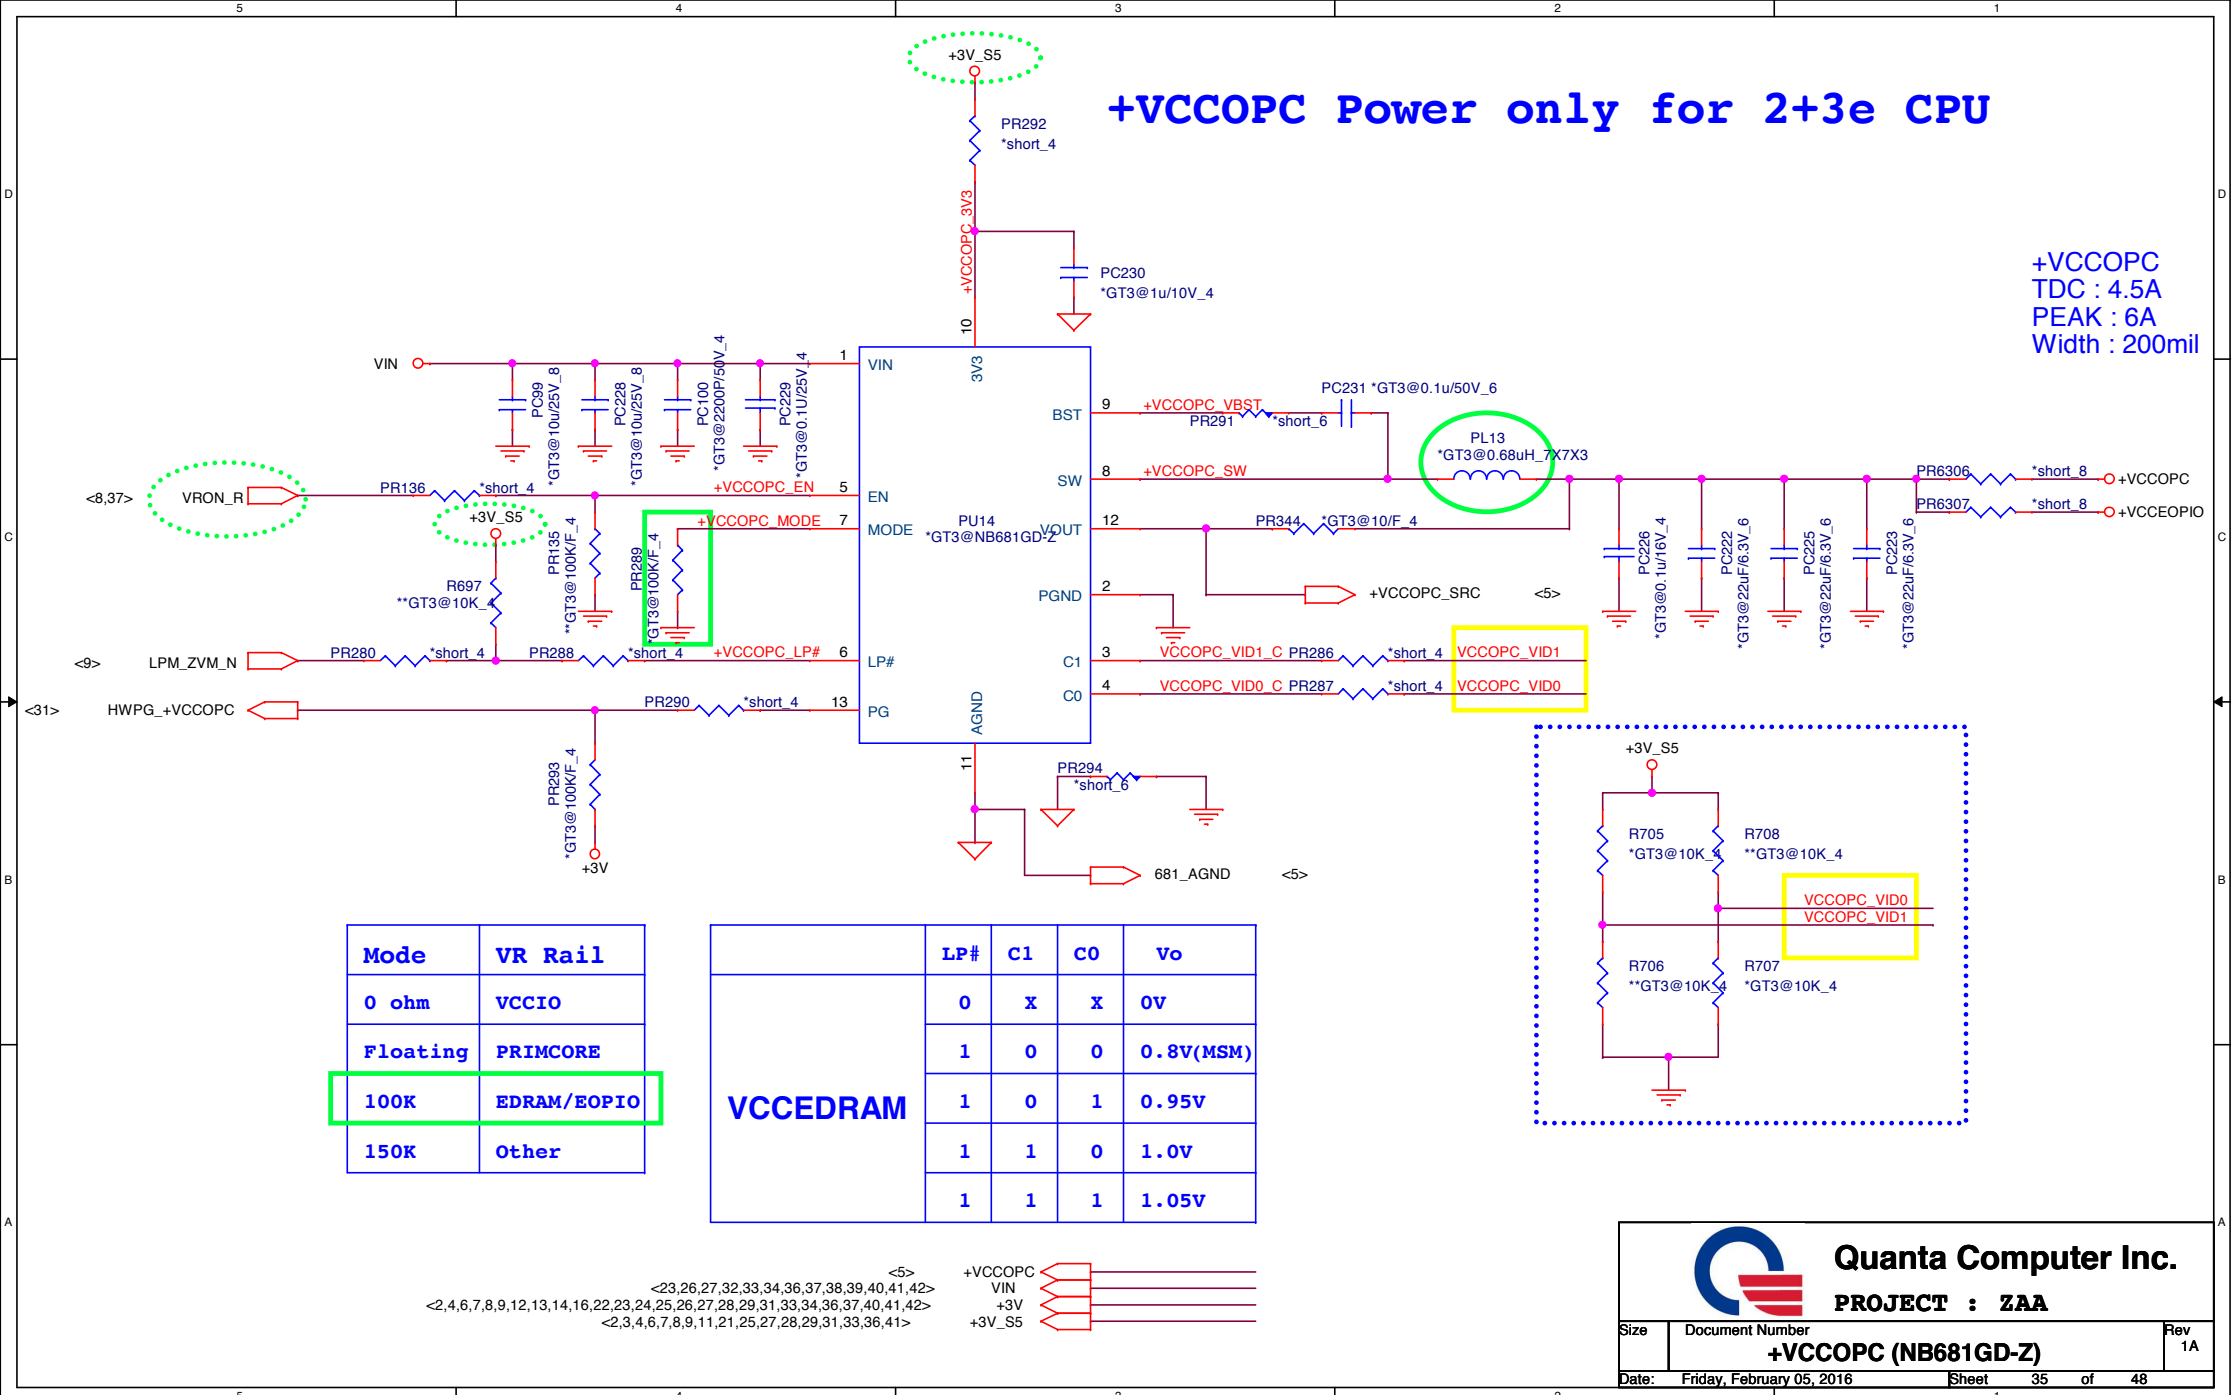 5 4 3 2 1
+3V_S5
+VCCOPC Power only for 2+3e CPU
PR292
*short_4
D D
+VCCOPC_3V3
+VCCOPC
TDC : 4.5A
PEAK : 6A
Width : 200mil
PC230
*GT3@1u/10V_4
10
VIN
1
VIN
3V3
PC99
*GT3@10u/25V_8
PC228
*GT3@10u/25V_8
PC100
*GT3@2200P/50V_4
PC229
*GT3@0.1U/25V_4
PC231 *GT3@0.1u/50V_6
BST
9
+VCCOPC_VBST
PR291
*short_6
PL13
*GT3@0.68uH_7X7X3
SW
8
+VCCOPC_SW
PR6306
*short_8
+VCCOPC
<8,37>
VRON_R
PR136
*short_4
+VCCOPC_EN
5
EN
PR6307
*short_8
+VCCEOPIO
+3V_S5
+VCCOPC_MODE
7
MODE
PU14
*GT3@NB681GD-Z
VOUT
12
PR344
*GT3@10/F_4
C C
PR135
**GT3@100K/F_4
PR289
*GT3@100K/F_4
PC226
*GT3@0.1u/16V_4
PC222
*GT3@22uF/6.3V_6
PC225
*GT3@22uF/6.3V_6
PC223
*GT3@22uF/6.3V_6
R697
**GT3@10K_4
PGND
2
+VCCOPC_SRC
<5>
<9>
LPM_ZVM_N
PR280
*short_4
PR288
*short_4
+VCCOPC_LP#
6
LP#
C1
3
VCCOPC_VID1_C
PR286
*short_4
VCCOPC_VID1
C0
4
VCCOPC_VID0_C
PR287
*short_4
VCCOPC_VID0
<31>
HWPG_+VCCOPC
PR290
*short_4
13
PG
AGND
11
PR293
*GT3@100K/F_4
+3V
PR294
*short_6
681_AGND
<5>
+3V_S5
R705
*GT3@10K_4
R708
**GT3@10K_4
B B
VCCOPC_VID0
VCCOPC_VID1
R706
**GT3@10K_4
R707
*GT3@10K_4
Mode VR Rail
0 ohm VCCIO
Floating PRIMCORE
100K EDRAM/EOPIO
150K Other
LP# C1 C0 Vo
VCCEDRAM
0 X X 0V
1 0 0 0.8V(MSM)
1 0 1 0.95V
1 1 0 1.0V
1 1 1 1.05V
A A
<5> +VCCOPC
<23,26,27,32,33,34,36,37,38,39,40,41,42> VIN
<2,4,6,7,8,9,12,13,14,16,22,23,24,25,26,27,28,29,31,33,34,36,37,40,41,42> +3V
<2,3,4,6,7,8,9,11,21,25,27,28,29,31,33,36,41> +3V_S5
Quanta Computer Inc.
PROJECT : ZAA
Size Document Number Rev
+VCCOPC (NB681GD-Z) 1A
Date: Friday, February 05, 2016 Sheet 35 of 48